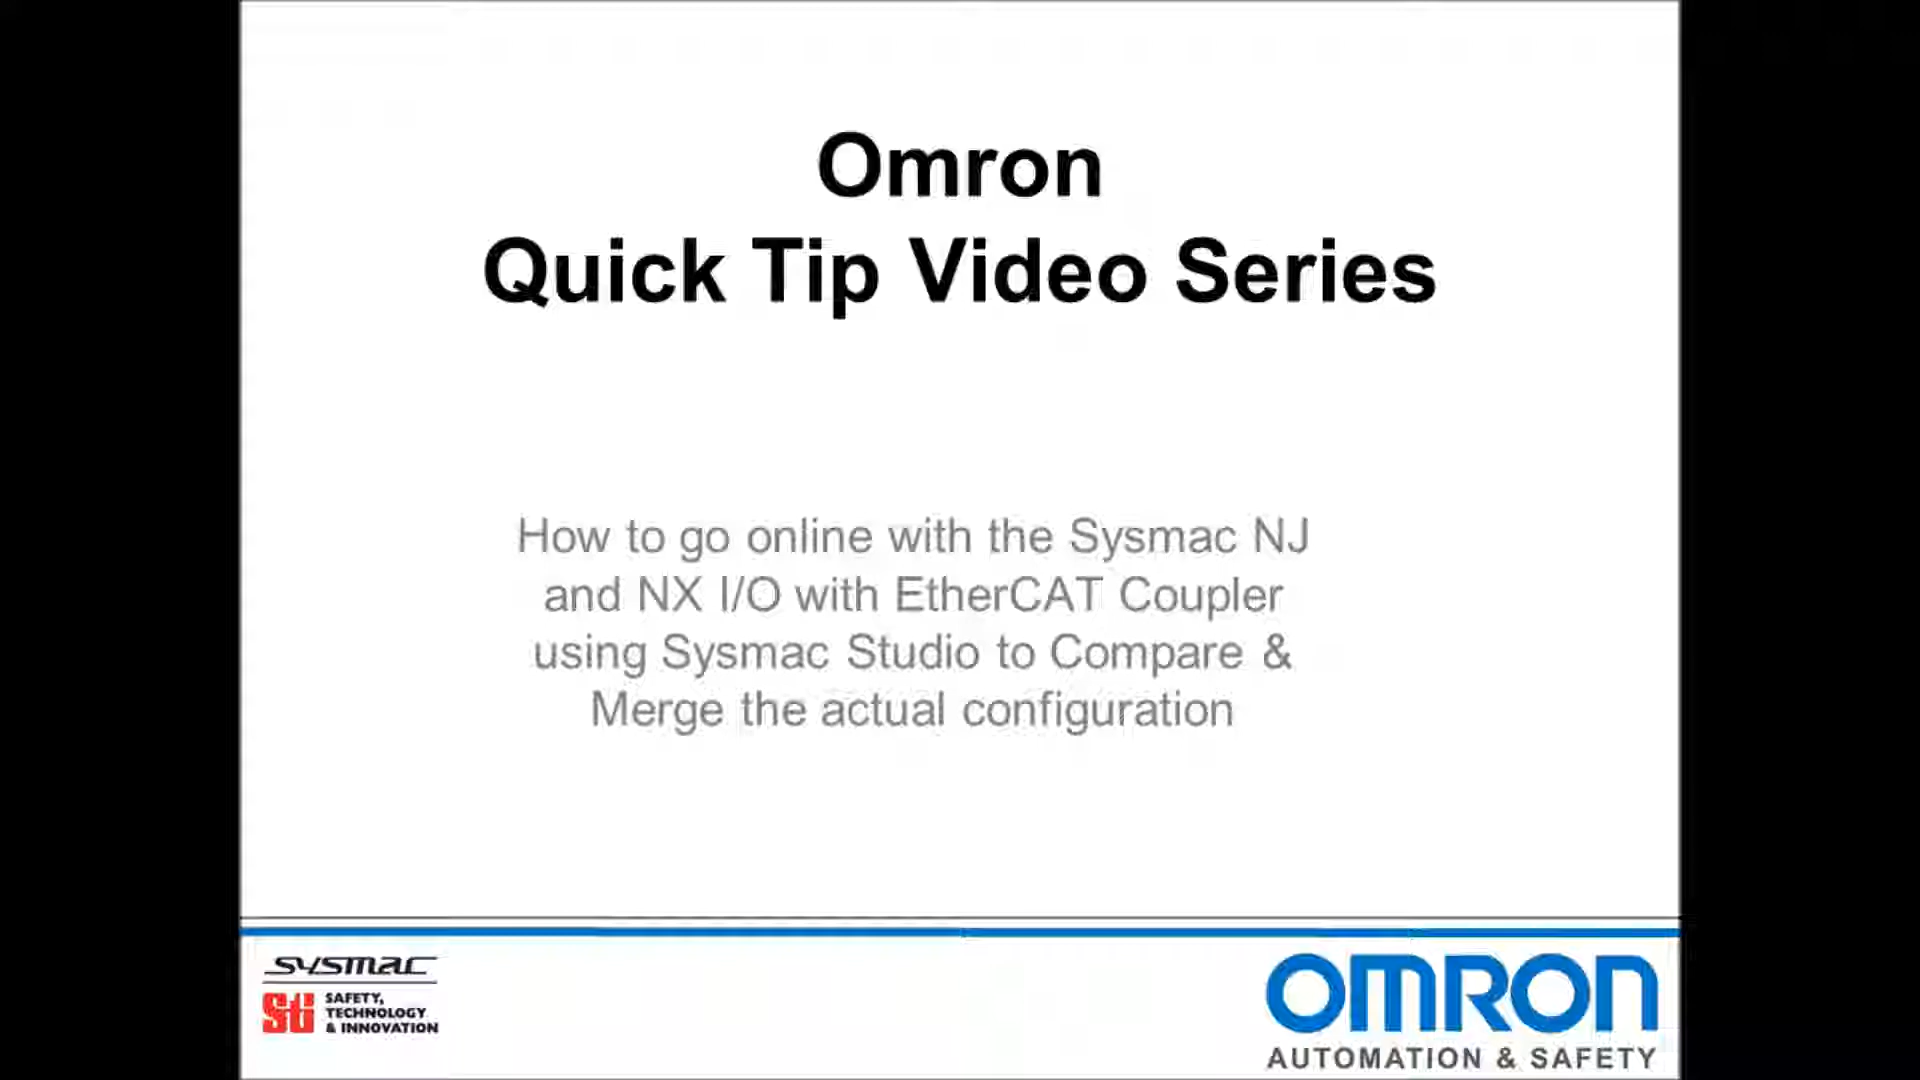 Omron
Quick Tip Video Series
How to go online with the Sysmac NJ
and NX I/O with EtherCAT Coupler
using Sysmac Studio to Compare &
Merge the actual configuration
sysmac
Sti
SAFETY,
TECHNOLOGY
& INNOVATION
OMRON
AUTOMATION & SAFETY